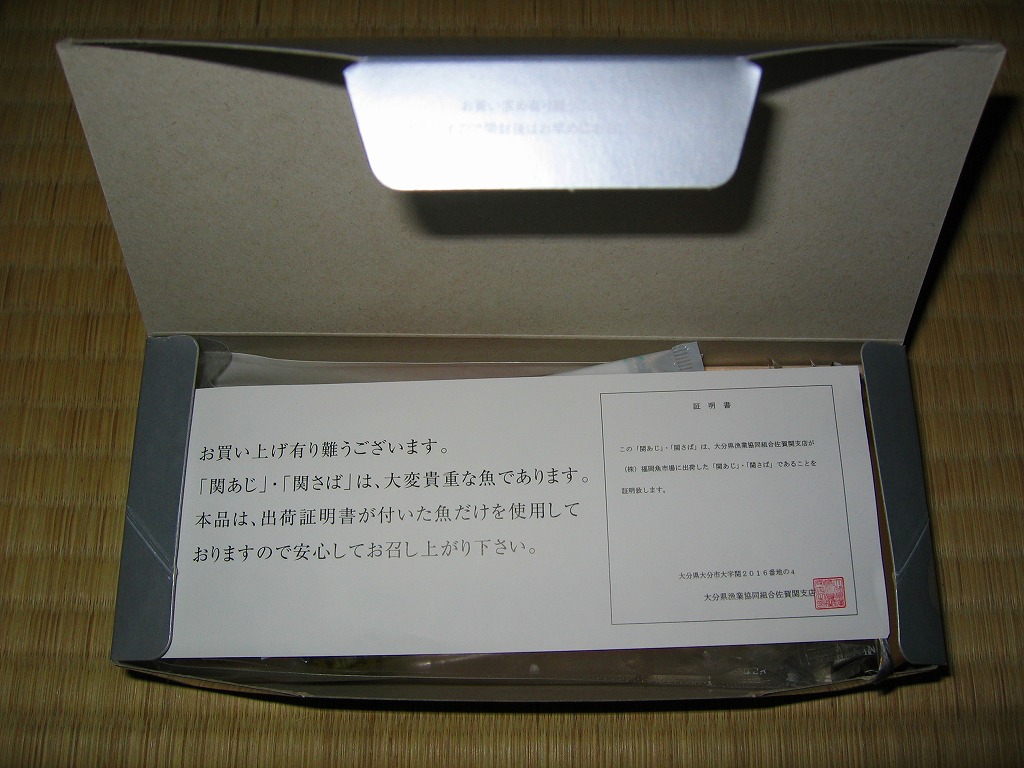 お買い上げ有り難うございます。
「関あじ」・「関さば」は、大変貴重な魚であります。
本品は、出荷証明書が付いた魚だけを使用して
おりますので安心してお召し上がり下さい。
証明書
この「関あじ」・「関さば」は、大分県漁業協同組合佐賀関支店が
(株)福岡魚市場に出荷した「関あじ」・「関さば」であることを
証明致します。
大分県大分市大字関2016番地の4
大分県漁業協同組合佐賀関支店